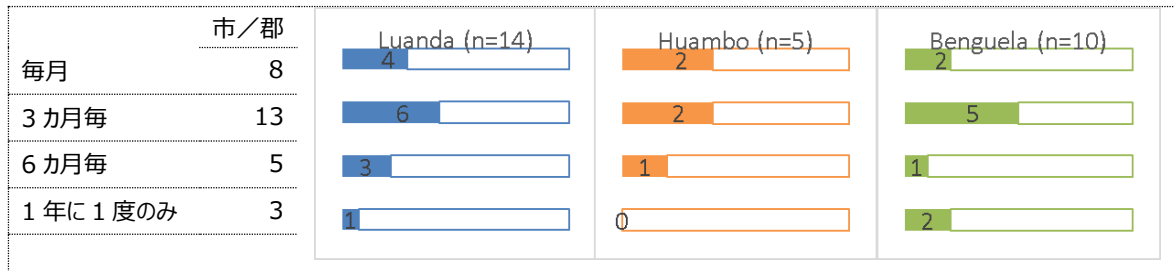 市／郡
毎月 8
3 カ月毎 13
6 カ月毎 5
1 年に 1 度のみ 3
Luanda (n=14)
4
6
3
1
Huambo (n=5)
2
2
1
0
Benguela (n=10)
2
5
1
2